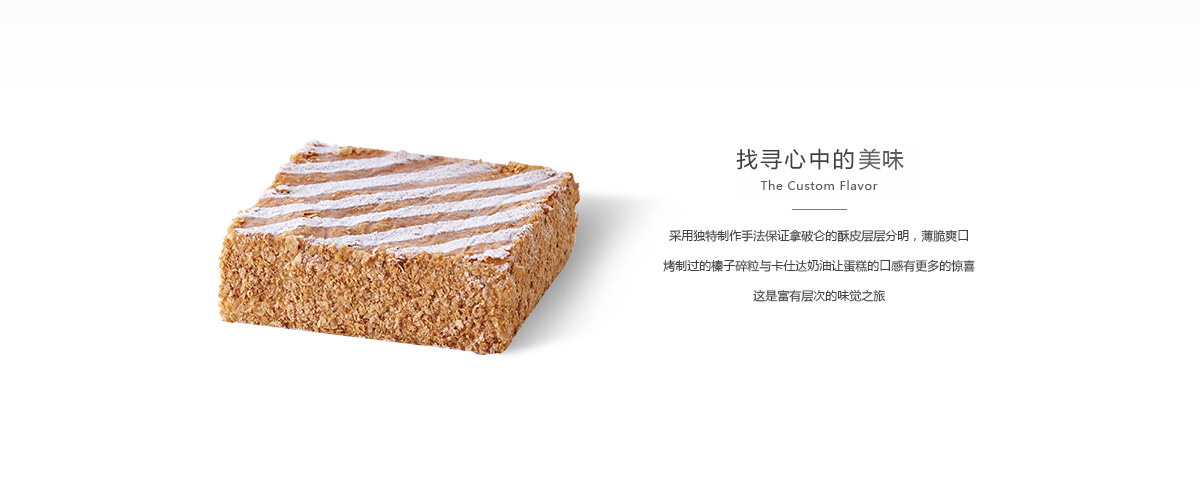 找寻心中的美味
The Custom Flavor
采用独特制作手法保证拿破仑的酥皮层层分明，薄脆爽口
烤制过的榛子碎粒与卡仕达奶油让蛋糕的口感有更多的惊喜
这是富有层次的味觉之旅